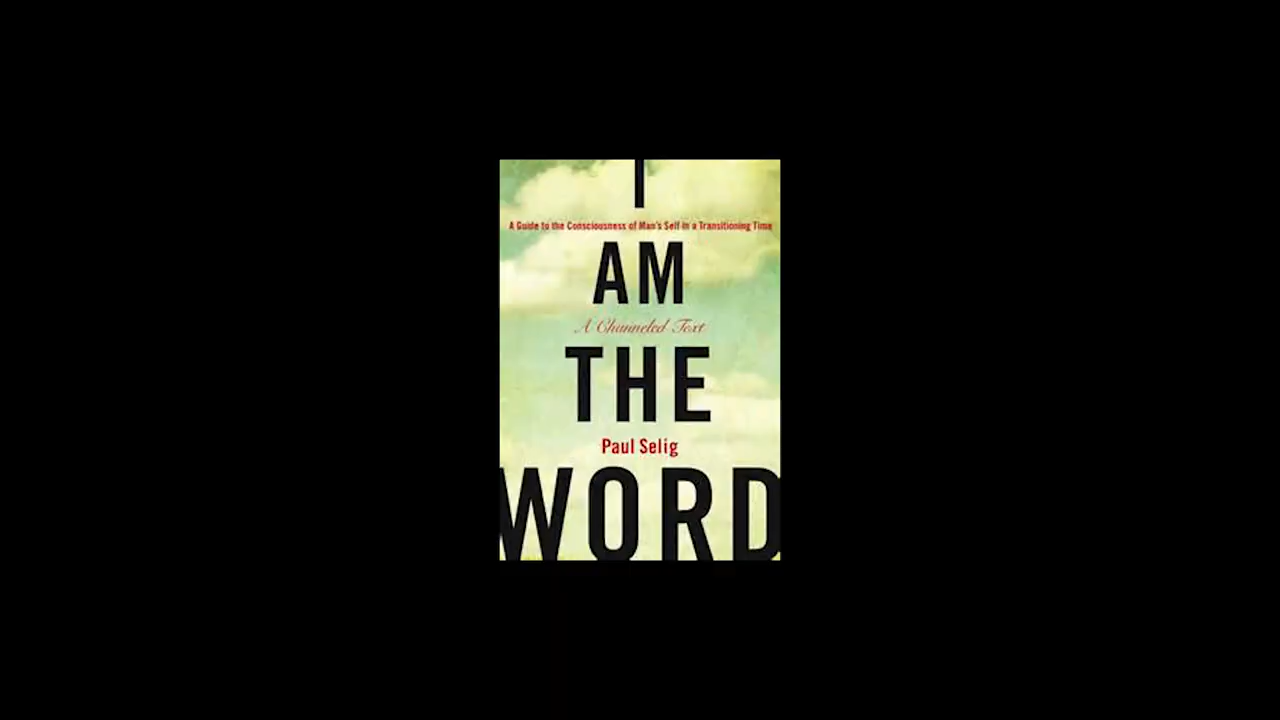 I
A Guide to the Consciousness of Man's Self in a Transitioning Time
AM
A Channeled Text
THE
Paul Selig
WORD